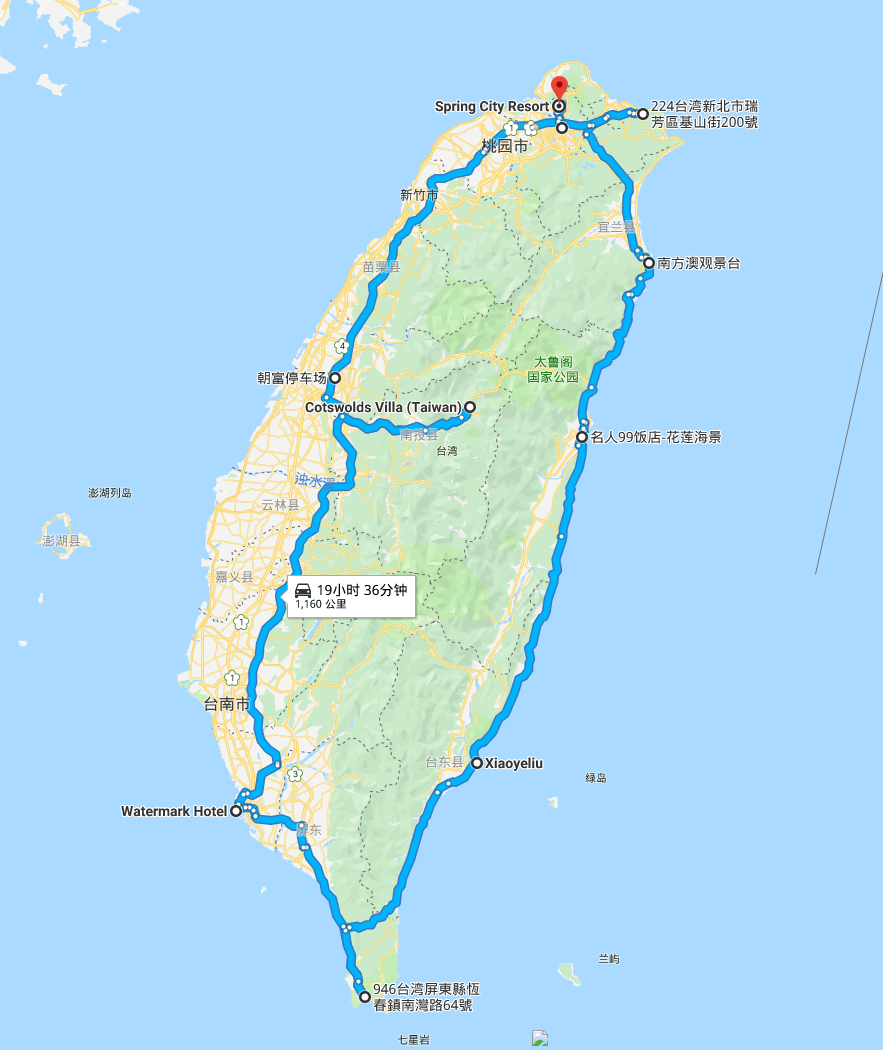 Spring City Resort
224台湾新北市瑞
芳區基山街200號
1
桃园市
新竹市
宜兰县
南方澳观景台
苗栗县
4
太鲁阁
国家公园
朝富停车场
Cotswolds Villa (Taiwan)
南投县
名人99饭店-花莲海景
台湾
浊水溪
澎湖列岛
云林县
澎湖县
嘉义县
19小时 36分钟
1,160 公里
1
1
台南市
台东县
Xiaoyeliu
3
绿岛
Watermark Hotel
屏东
兰屿
946台湾屏東縣恆
春鎮南灣路64號
七星岩